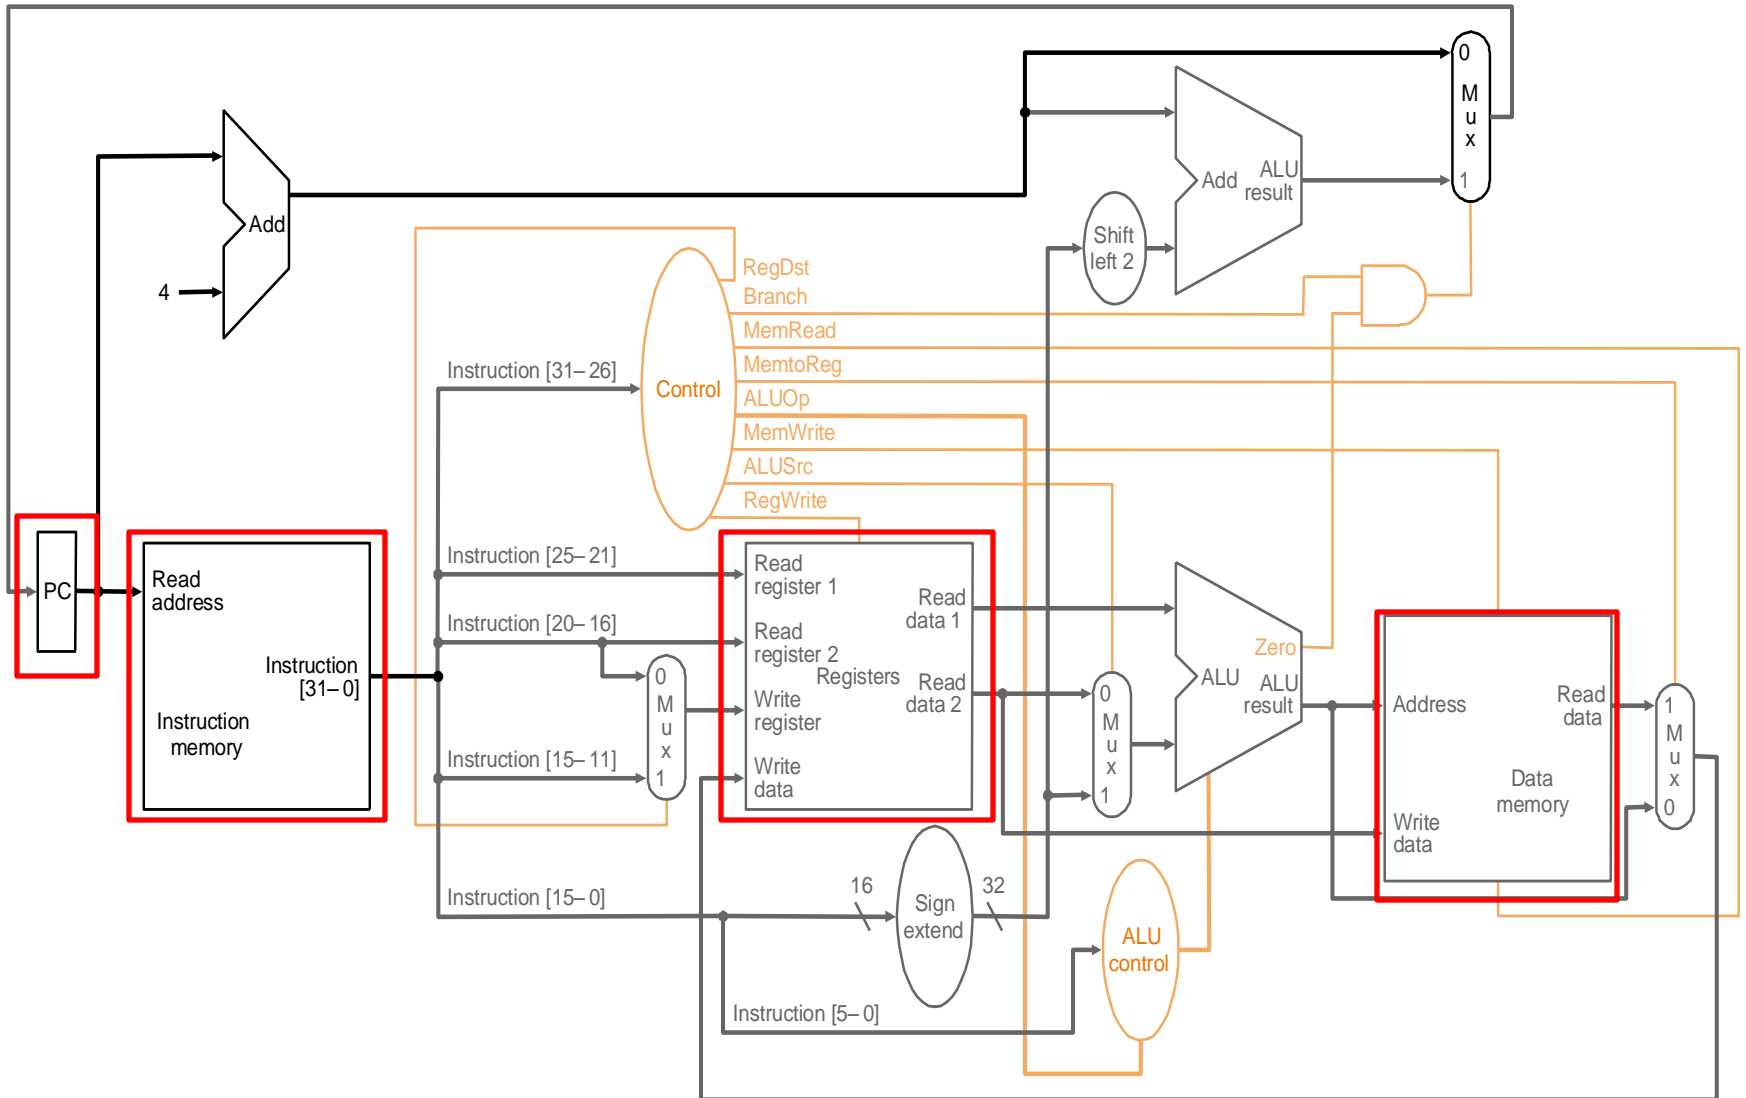 0
M
u
x
1
Add
ALU
result
Add
4
Shift
left 2
RegDst
Branch
MemRead
MemtoReg
ALUOp
MemWrite
ALUSrc
RegWrite
Control
Instruction [31–26]
PC
Read
address
Instruction
[31–0]
Instruction
memory
Instruction [25–21]
Instruction [20–16]
Instruction [15–11]
Instruction [15–0]
Instruction [5–0]
0
M
u
x
1
Read
register 1
Read
register 2
Write
register
Write
data
Registers
Read
data 1
Read
data 2
16
Sign
extend
32
0
M
u
x
1
Zero
ALU
ALU
result
ALU
control
Address
Write
data
Read
data
Data
memory
1
M
u
x
0